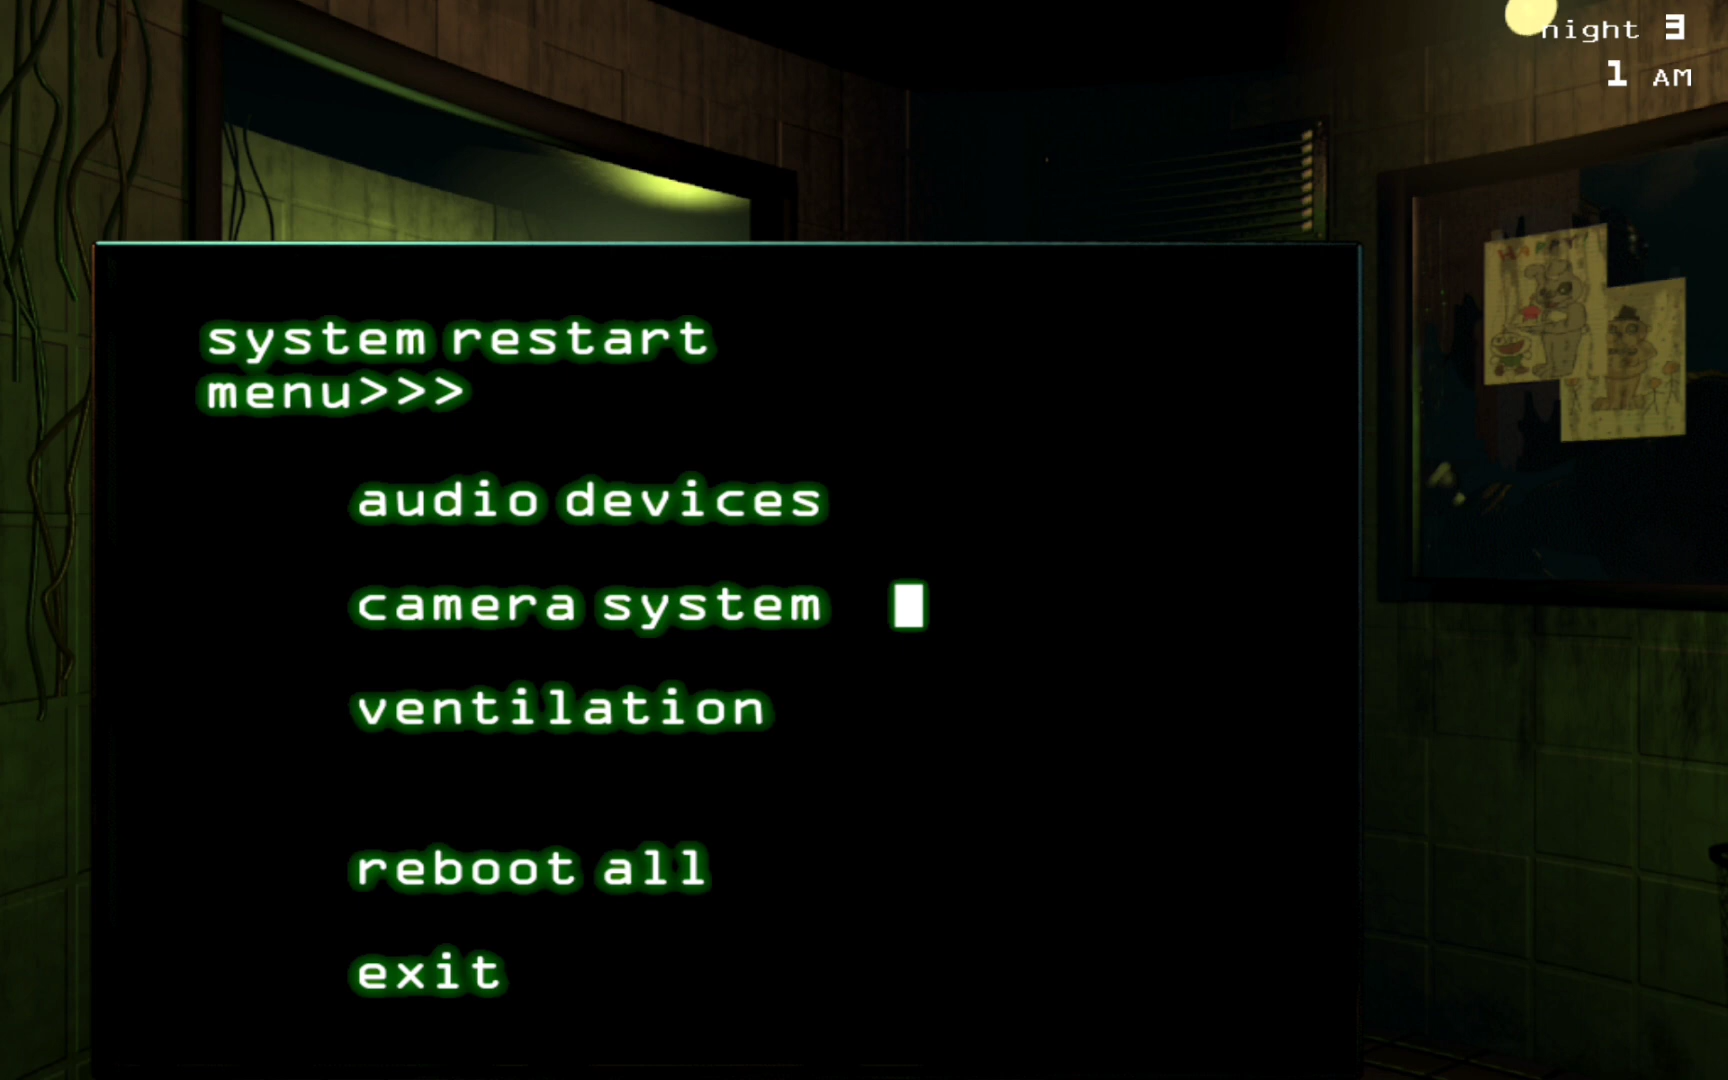 night 3
1 AM
system restart
menu>>>
audio devices
camera system
ventilation
reboot all
exit